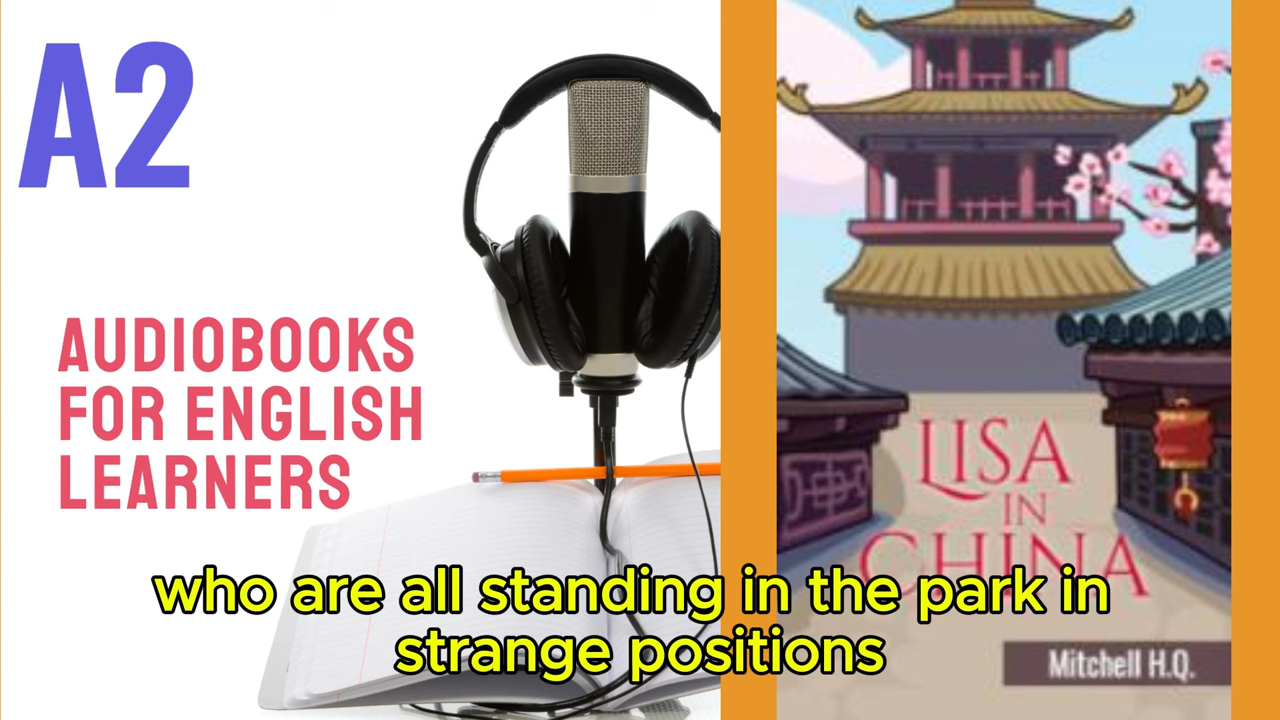 A2
AUDIOBOOKS
FOR ENGLISH
LEARNERS
LISA
IN
CHINA
who are all standing in the park in
strange positions
Mitchell H.Q.